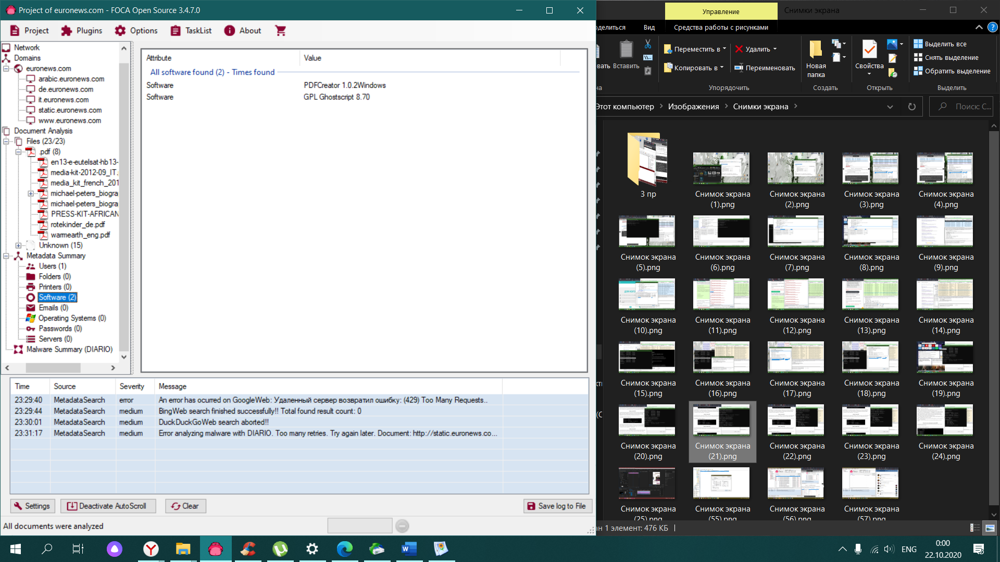 Project of euronews.com - FOCA Open Source 3.4.7.0
Project
Plugins
Options
TaskList
About
Network
Domains
euronews.com
arabic.euronews.com
de.euronews.com
it.euronews.com
static.euronews.com
www.euronews.com
Document Analysis
Files (23/23)
.pdf (8)
en13-e-eutelsat-hb13-
media-kit-2012-09_IT.
media_kit_french_201
michael-peters_biogra
michael-peters_biogra
PRESS-KIT-AFRICAN
rotekinder_de.pdf
warmearth_eng.pdf
Unknown (15)
Metadata Summary
Users (1)
Folders (0)
Printers (0)
Software (2)
Emails (0)
Operating Systems (0)
Passwords (0)
Servers (0)
Malware Summary (DIARIO)
Attribute Value
All software found (2) - Times found
Software PDFCreator 1.0.2Windows
Software GPL Ghostscript 8.70
Time Source Severity Message
23:29:40 MetadataSearch error An error has ocurred on GoogleWeb: Удаленный сервер возвратил ошибку: (429) Too Many Requests..
23:29:44 MetadataSearch medium BingWeb search finished successfully!! Total found result count: 0
23:30:01 MetadataSearch medium DuckDuckGoWeb search aborted!!
23:31:17 MetadataSearch medium Error analyzing malware with DIARIO. Too many retries. Try again later. Document: http://static.euronews.co...
Settings
Deactivate AutoScroll
Clear
Save log to File
All documents were analyzed
Управление
Снимки экрана
оделиться
Вид
Средства работы с рисунками
вать
Вставить
Переместить в
Копировать в
Удалить
Переименовать
Упорядочить
Новая
папка
Создать
Свойства
Открыть
Выделить все
Снять выделение
Обратить выделение
Выделить
на
Этот компьютер
Изображения
Снимки экрана
Поиск: С...
3 пр
Снимок экрана (1).png
Снимок экрана (2).png
Снимок экрана (3).png
Снимок экрана (4).png
Снимок экрана (5).png
Снимок экрана (6).png
Снимок экрана (7).png
Снимок экрана (8).png
Снимок экрана (9).png
Снимок экрана (10).png
Снимок экрана (11).png
Снимок экрана (12).png
Снимок экрана (13).png
Снимок экрана (14).png
Снимок экрана (15).png
Снимок экрана (16).png
Снимок экрана (17).png
Снимок экрана (18).png
Снимок экрана (19).png
Снимок экрана (20).png
Снимок экрана (21).png
Снимок экрана (22).png
Снимок экрана (23).png
Снимок экрана (24).png
Снимок экрана (25).png
Снимок экрана (55).png
Снимок экрана (56).png
Снимок экрана (57).png
ан 1 элемент: 476 КБ
ENG
0:00
22.10.2020